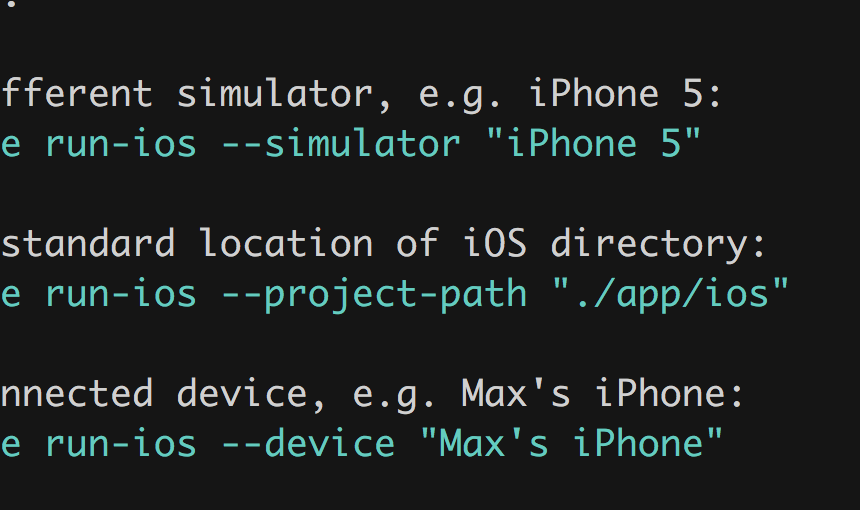 fferent simulator, e.g. iPhone 5:
e run-ios --simulator "iPhone 5"
standard location of iOS directory:
e run-ios --project-path "./app/ios"
nnected device, e.g. Max's iPhone:
e run-ios --device "Max's iPhone"